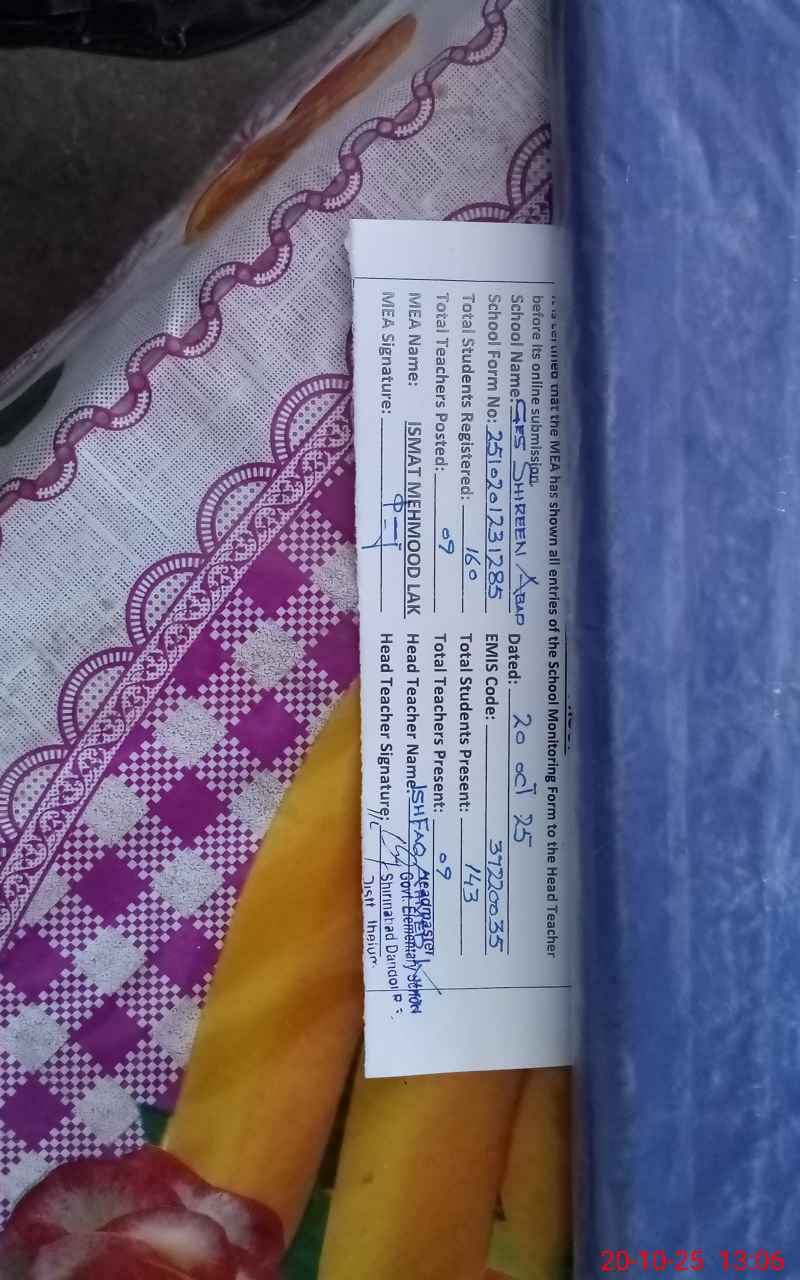 that the MEA has shown all entries of the School Monitoring Form to the Head Teacher
before its online submission
School Name: GES SHIREEN ABAD Dated: 20 OCT 25
School Form No: 2510201231285 EMIS Code: 37220035
Total Students Registered: 160 Total Students Present: 143
Total Teachers Posted: 09 Total Teachers Present: 09
MEA Name: ISMAT MEHMOOD LAK Head Teacher Name: ISHFAQ AHMED
MEA Signature: Head Teacher Signature:
Headmaster
Govt. Elementary School
Shirinabad Dandot R.S.
Distt. Jhelum
20-10-25 13:06